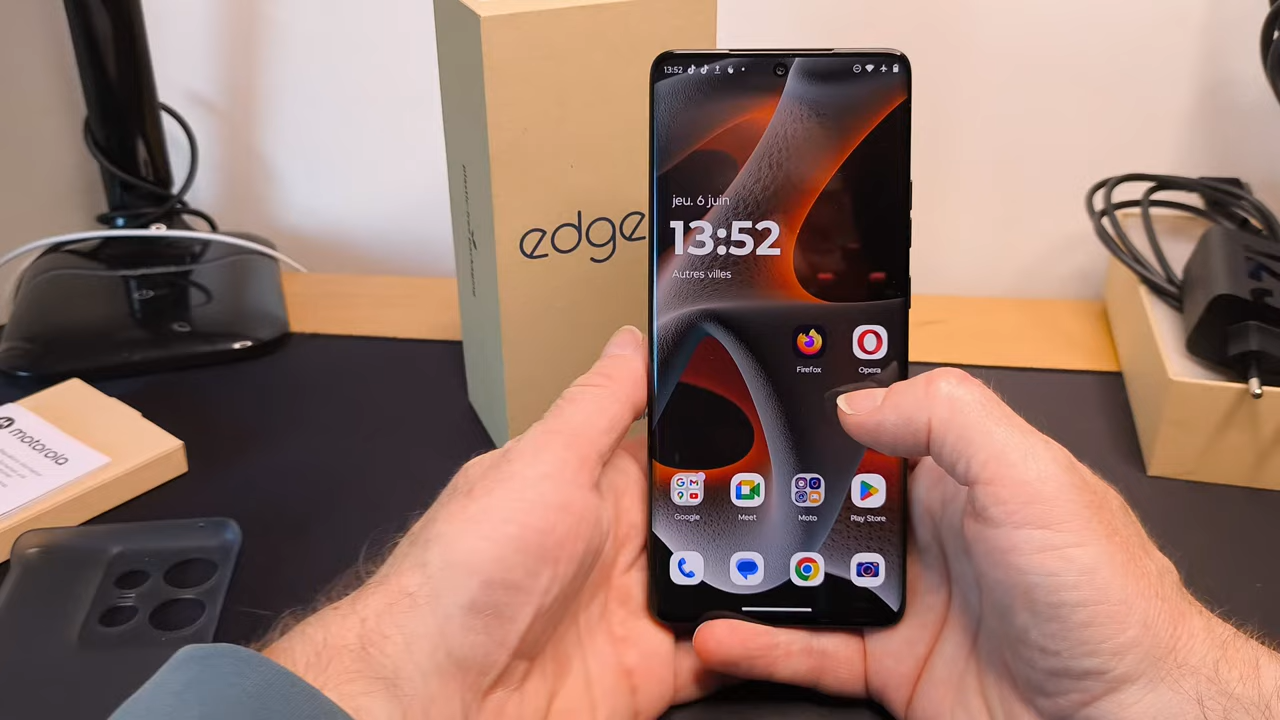 edge
13:52
jeu. 6 juin
13:52
Autres villes
Firefox
Opera
Google
Meet
Moto
Play Store
motorola